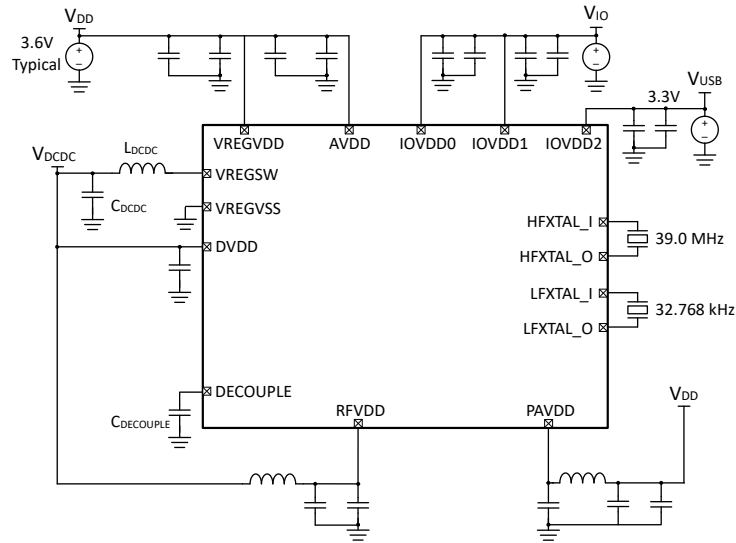 VDD
3.6V
Typical
VIO
VUSB
3.3V
VREGVDD
AVDD
IOVDD0
IOVDD1
IOVDD2
VDCDC
LDCDC
VREGSW
CDCDC
VREGVSS
DVDD
HFXTAL_I
39.0 MHz
HFXTAL_O
LFXTAL_I
32.768 kHz
LFXTAL_O
DECOUPLE
CDECOUPLE
RFVDD
PAVDD
VDD